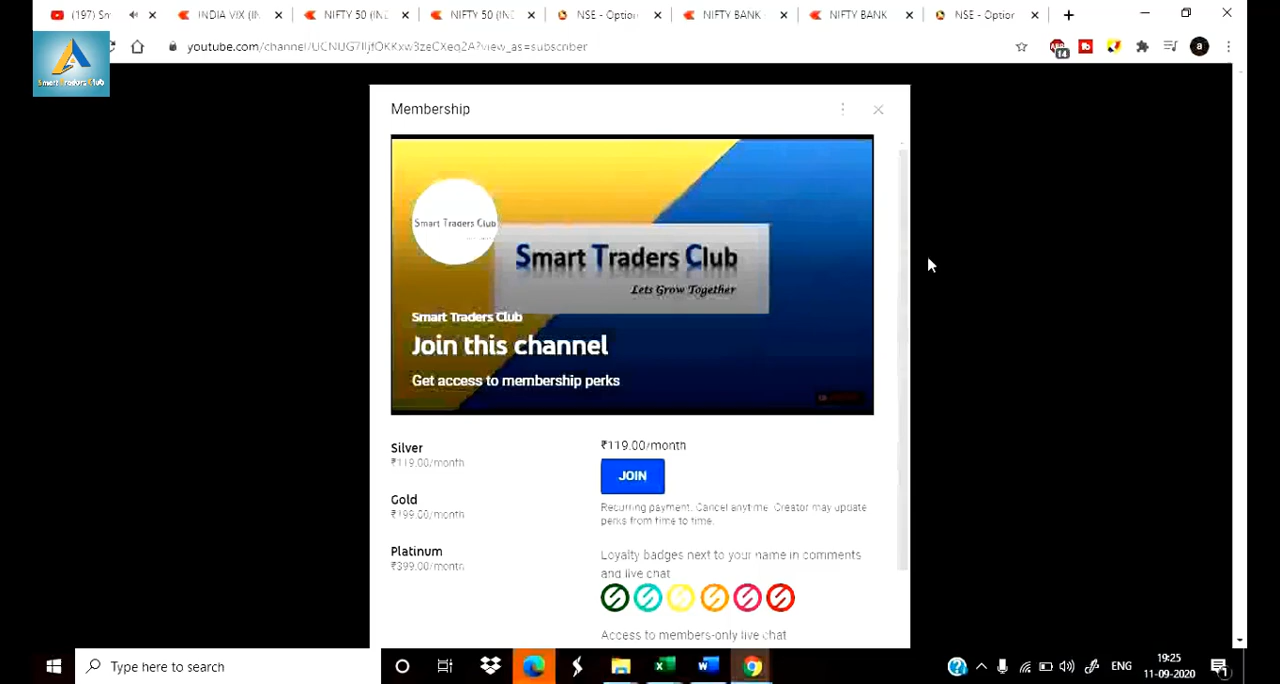 (197) Sm
INDIA VIX (IN
NIFTY 50 (IN
NIFTY 50 (IN
NSE - Option
NIFTY BANK
NIFTY BANK
NSE - Option
Smart Traders Club
Membership
Smart Traders Club
Smart Traders Club
Lets Grow Together
Smart Traders Club
Join this channel
Get access to membership perks
Silver
₹119.00/month
Gold
₹199.00/month
Platinum
₹399.00/month
₹119.00/month
JOIN
Recurring payment. Cancel anytime. Creator may update
perks from time to time.
Loyalty badges next to your name in comments
and live chat
Access to members-only live chat
Type here to search
ENG
19:25
11-09-2020